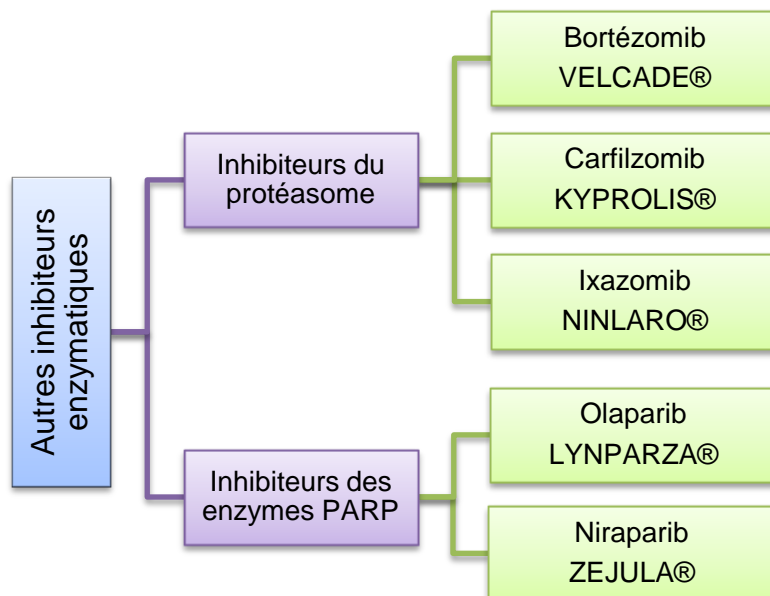 Autres inhibiteurs
enzymatiques
Inhibiteurs du
protéasome
Bortézomib
VELCADE®
Carfilzomib
KYPROLIS®
Ixazomib
NINLARO®
Inhibiteurs des
enzymes PARP
Olaparib
LYNPARZA®
Niraparib
ZEJULA®